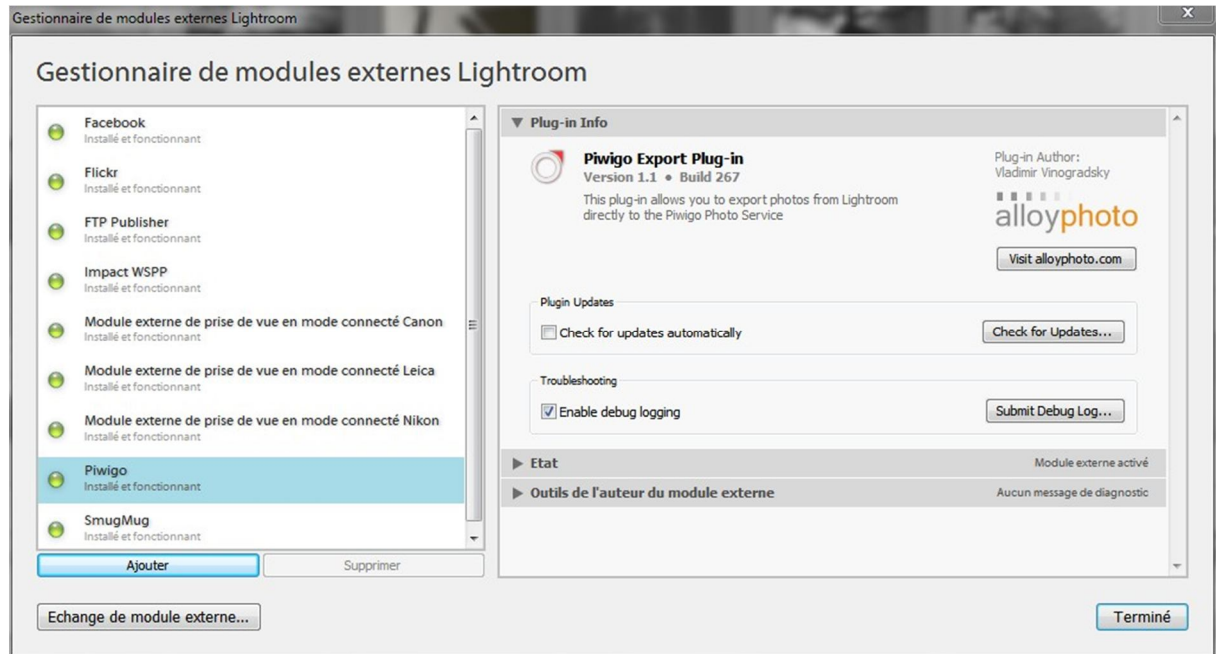 Gestionnaire de modules externes Lightroom
Gestionnaire de modules externes Lightroom
Facebook
Installé et fonctionnant
Flickr
Installé et fonctionnant
FTP Publisher
Installé et fonctionnant
Impact WSPP
Installé et fonctionnant
Module externe de prise de vue en mode connecté Canon
Installé et fonctionnant
Module externe de prise de vue en mode connecté Leica
Installé et fonctionnant
Module externe de prise de vue en mode connecté Nikon
Installé et fonctionnant
Piwigo
Installé et fonctionnant
SmugMug
Installé et fonctionnant
Ajouter
Supprimer
Echange de module externe...
Plug-in Info
Piwigo Export Plug-in
Version 1.1 • Build 267
This plug-in allows you to export photos from Lightroom
directly to the Piwigo Photo Service
Plug-in Author:
Vladimir Vinogradsky
alloyphoto
Visit alloyphoto.com
Plugin Updates
Check for updates automatically
Check for Updates...
Troubleshooting
Enable debug logging
Submit Debug Log...
Etat
Module externe activé
Outils de l'auteur du module externe
Aucun message de diagnostic
Terminé